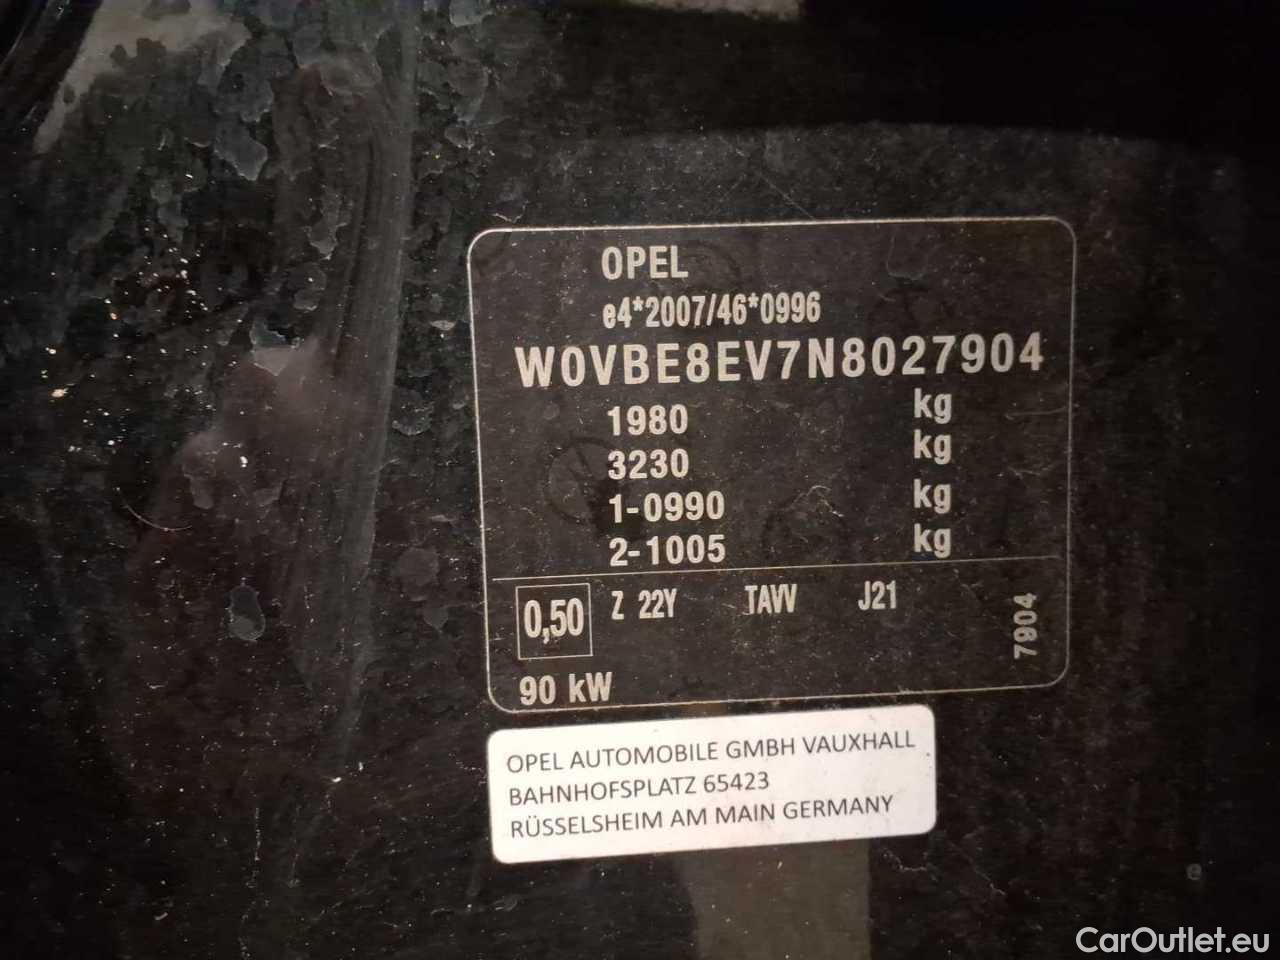 OPEL
e4*2007/46*0996
W0VBE8EV7N8027904
1980 kg
3230 kg
1-0990 kg
2-1005 kg
0,50 Z 22Y TAVV J21
7904
90 kW
OPEL AUTOMOBILE GMBH VAUXHALL
BAHNHOFSPLATZ 65423
RÜSSELSHEIM AM MAIN GERMANY
CarOutlet.eu